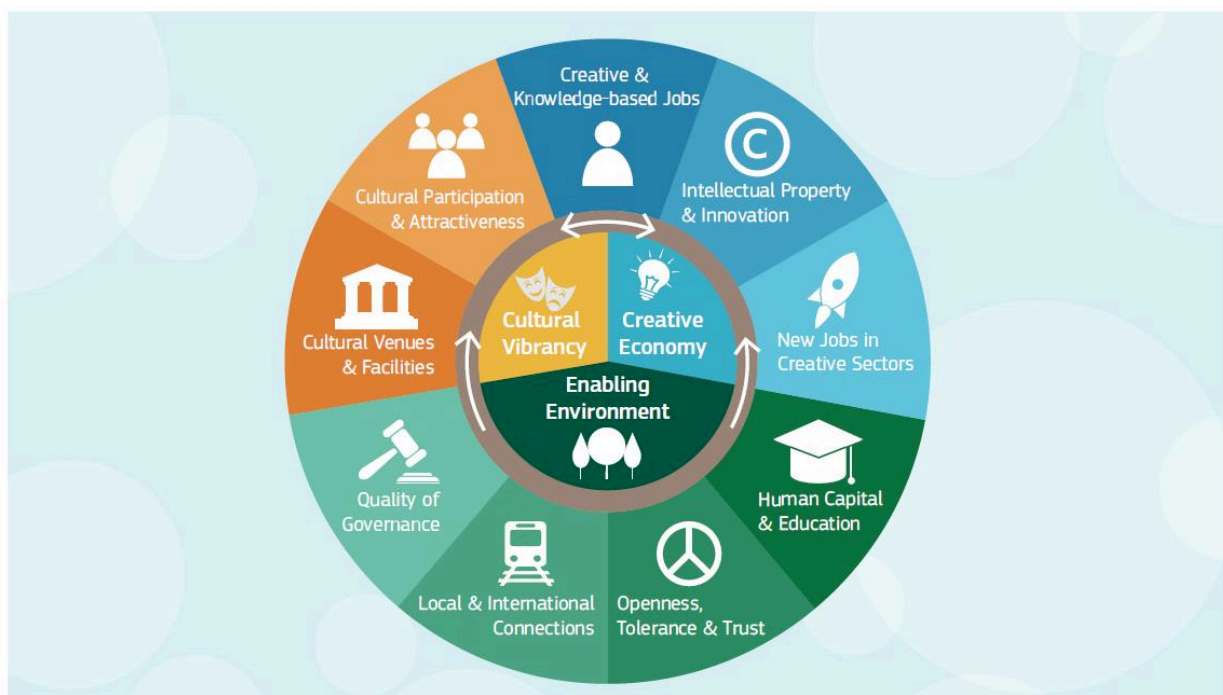 Creative &
Knowledge-based Jobs
C
Intellectual Property
& Innovation
New Jobs in
Creative Sectors
Human Capital
& Education
Openness,
Tolerance & Trust
Local & International
Connections
Quality of
Governance
Cultural Venues
& Facilities
Cultural Participation
& Attractiveness
Cultural
Vibrancy
Creative
Economy
Enabling
Environment